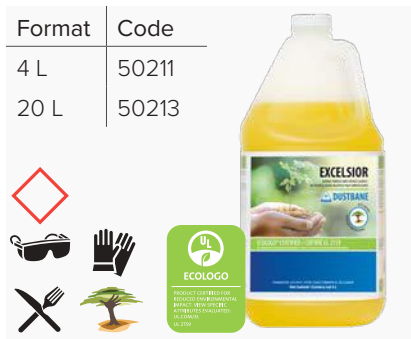 Format Code
4 L 50211
20 L 50213
EXCELSIOR
DUSTBANE
UL
ECOLOGO
PRODUCT CERTIFIED FOR
REDUCED ENVIRONMENTAL
IMPACT. VIEW SPECIFIC
ATTRIBUTES EVALUATED:
UL.COM/EL
UL 2759